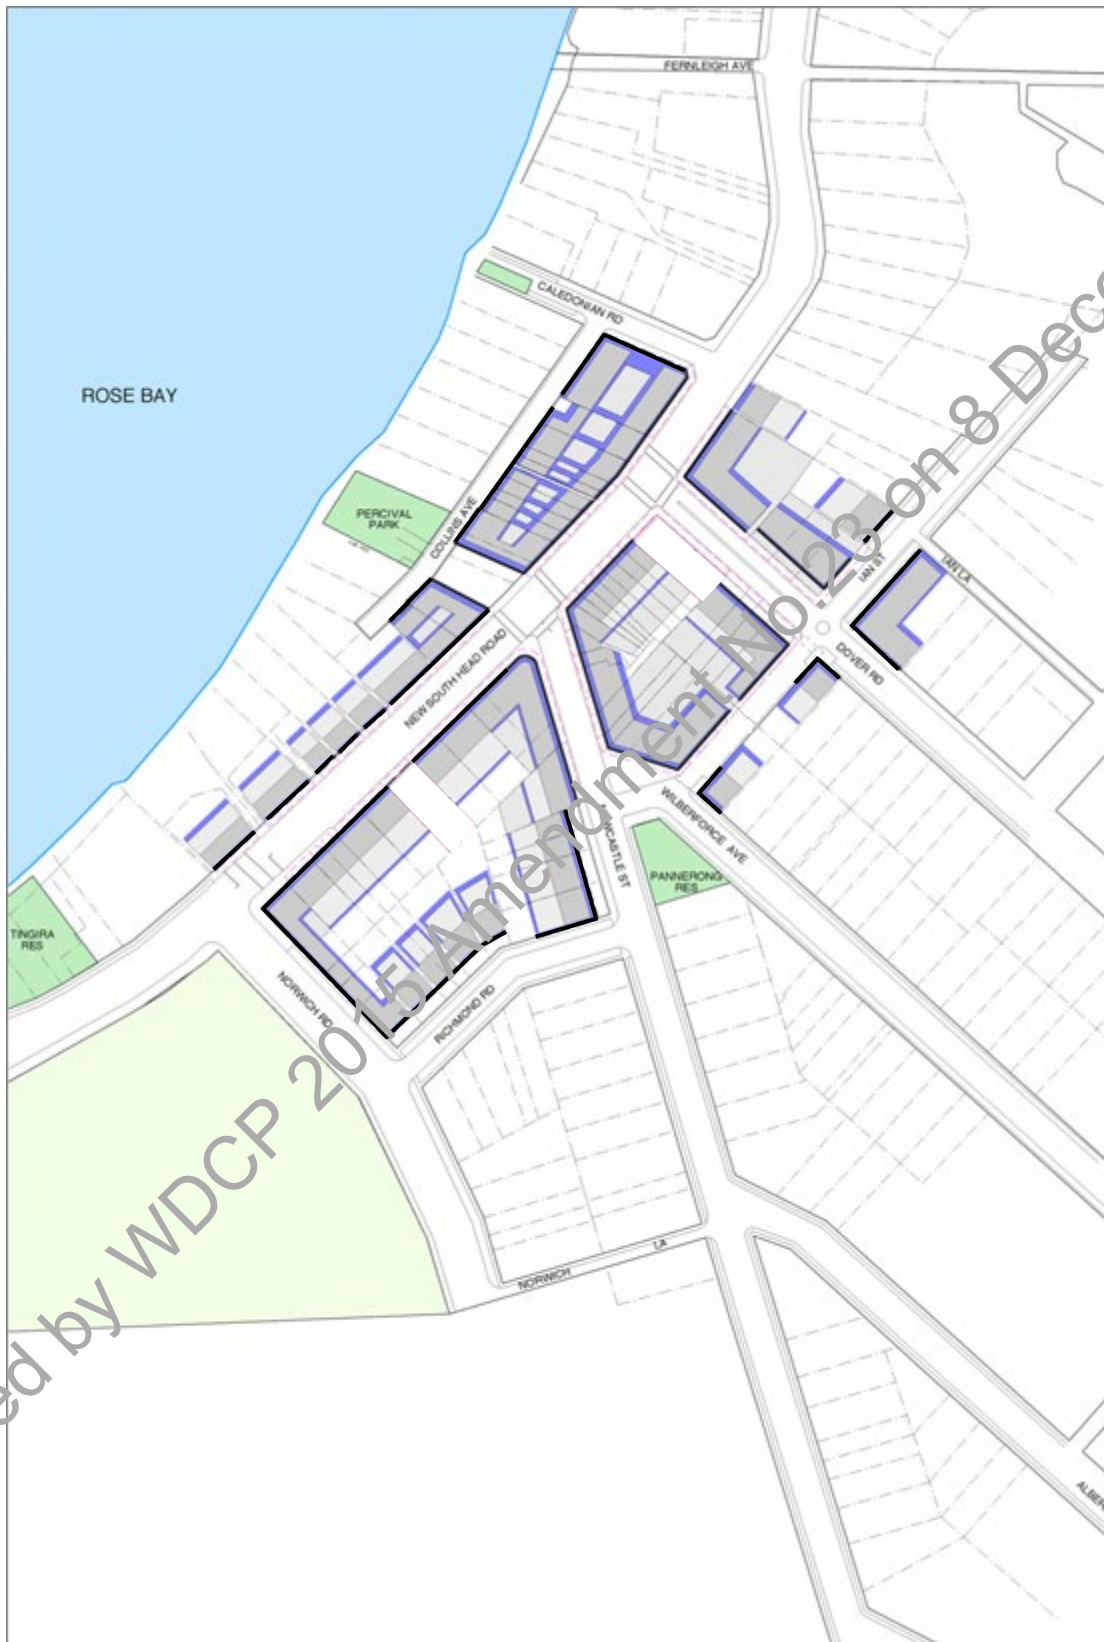 FERNLEIGH AVE
CALEDONIAN RD
ROSE BAY
PERCIVAL
PARK
COLLINS AVE
IAN ST
IAN LA
NEW SOUTH HEAD ROAD
DOVER RD
WILBERFORCE AVE
NEWCASTLE ST
PANNERONG
RES
TINGIRA
RES
NORWICH RD
RICHMOND RD
NORWICH LA
ed by WDCP 2015 Amendment No.23 on 8 Dece